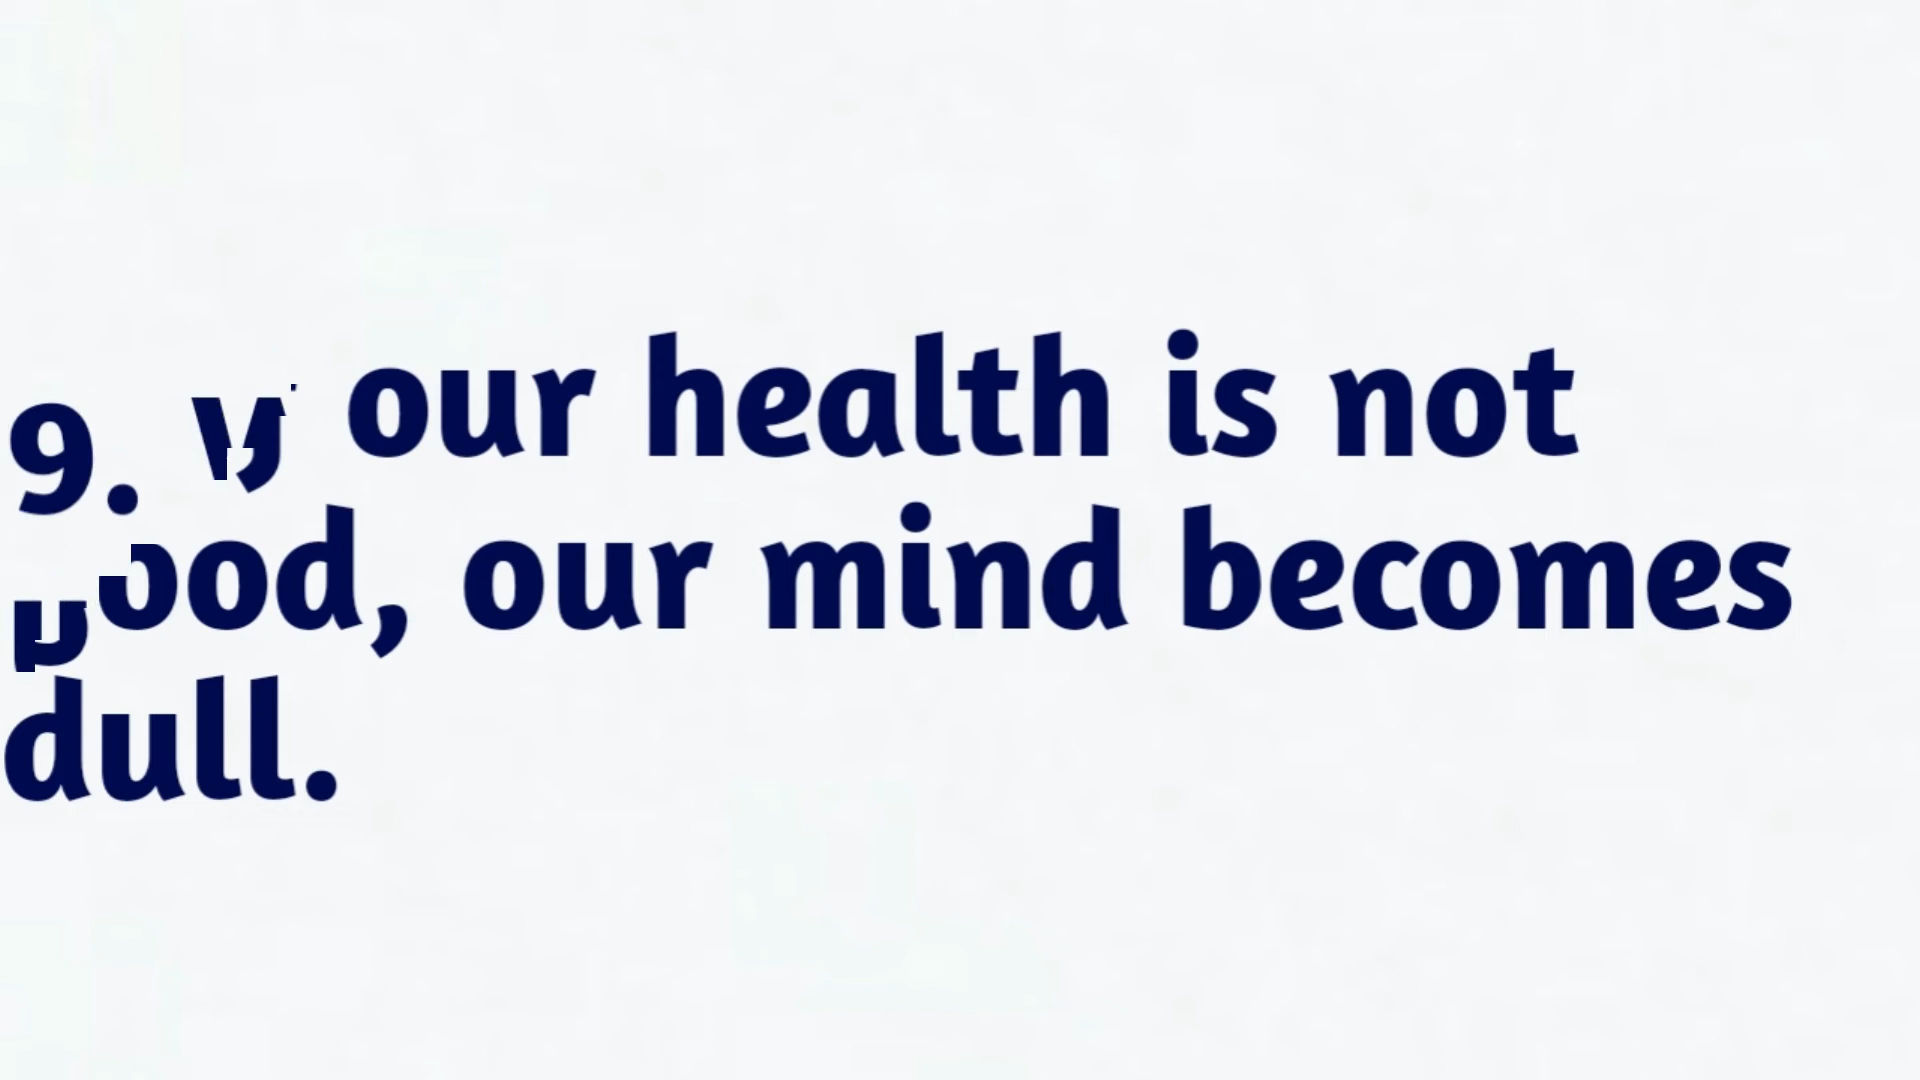 9. our health is not
our mind becomes
dull.